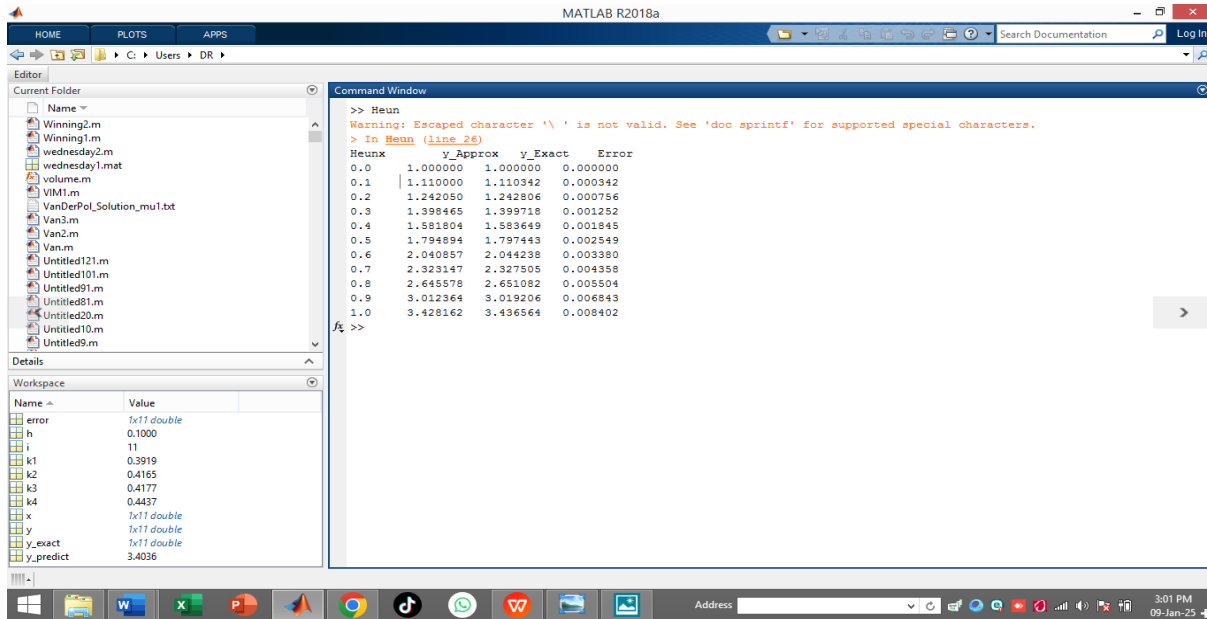 MATLAB R2018a
HOME PLOTS APPS Search Documentation Log In
C: Users DR
Editor
Current Folder
Name
Winning2.m
Winning1.m
wednesday2.m
wednesday1.mat
volume.m
VIM1.m
VanDerPol_Solution_mu1.txt
Van3.m
Van2.m
Van.m
Untitled121.m
Untitled101.m
Untitled91.m
Untitled81.m
Untitled20.m
Untitled10.m
Untitled9.m
Details
Workspace
Name Value
error 1x11 double
h 0.1000
i 11
k1 0.3919
k2 0.4165
k3 0.4177
k4 0.4437
x 1x11 double
y 1x11 double
y_exact 1x11 double
y_predict 3.4036
Command Window
>> Heun
Warning: Escaped character '\ ' is not valid. See 'doc sprintf' for supported special characters.
> In Heun (line 26)
Heunx y_Approx y_Exact Error
0.0 1.000000 1.000000 0.000000
0.1 1.110000 1.110342 0.000342
0.2 1.242050 1.242806 0.000756
0.3 1.398465 1.399718 0.001252
0.4 1.581804 1.583649 0.001845
0.5 1.794894 1.797443 0.002549
0.6 2.040857 2.044238 0.003380
0.7 2.323147 2.327505 0.004358
0.8 2.645578 2.651082 0.005504
0.9 3.012364 3.019206 0.006843
1.0 3.428162 3.436564 0.008402
fx >>
Address
3:01 PM
09-Jan-25